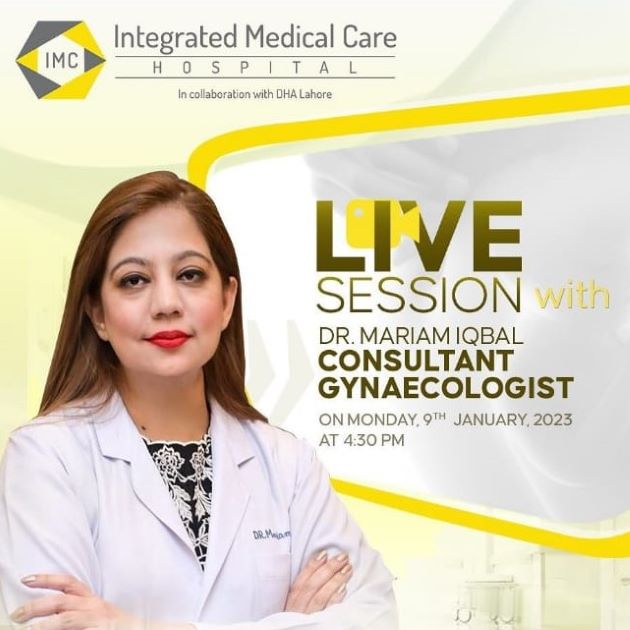 IMC
Integrated Medical Care
HOSPITAL
In collaboration with DHA Lahore
LIVE
SESSION with
DR. MARIAM IQBAL
CONSULTANT
GYNAECOLOGIST
ON MONDAY, 9TH JANUARY, 2023
AT 4:30 PM